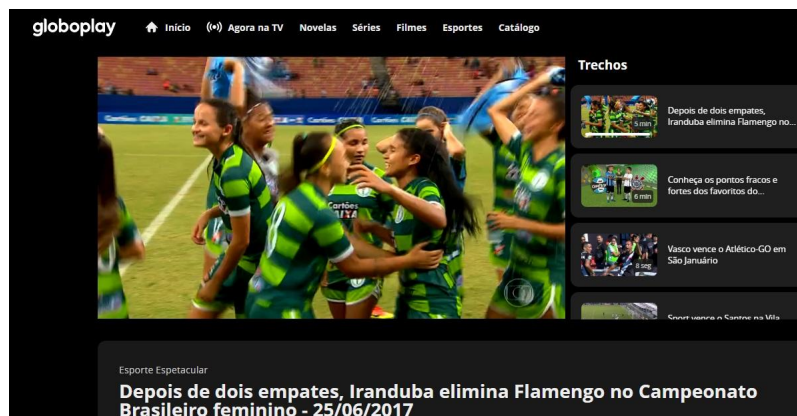 globoplay
Início
Agora na TV
Novelas
Séries
Filmes
Esportes
Catálogo
Trechos
Depois de dois empates,
Iranduba elimina Flamengo no...
5 min
Conheça os pontos fracos e
fortes dos favoritos do...
6 min
Vasco vence o Atlético-GO em
São Januário
8 seg
Sport vence o Santos na Vila
Cartões CAIXA
Cartões
CAIXA
8
Esporte Espetacular
Depois de dois empates, Iranduba elimina Flamengo no Campeonato
Brasileiro feminino - 25/06/2017